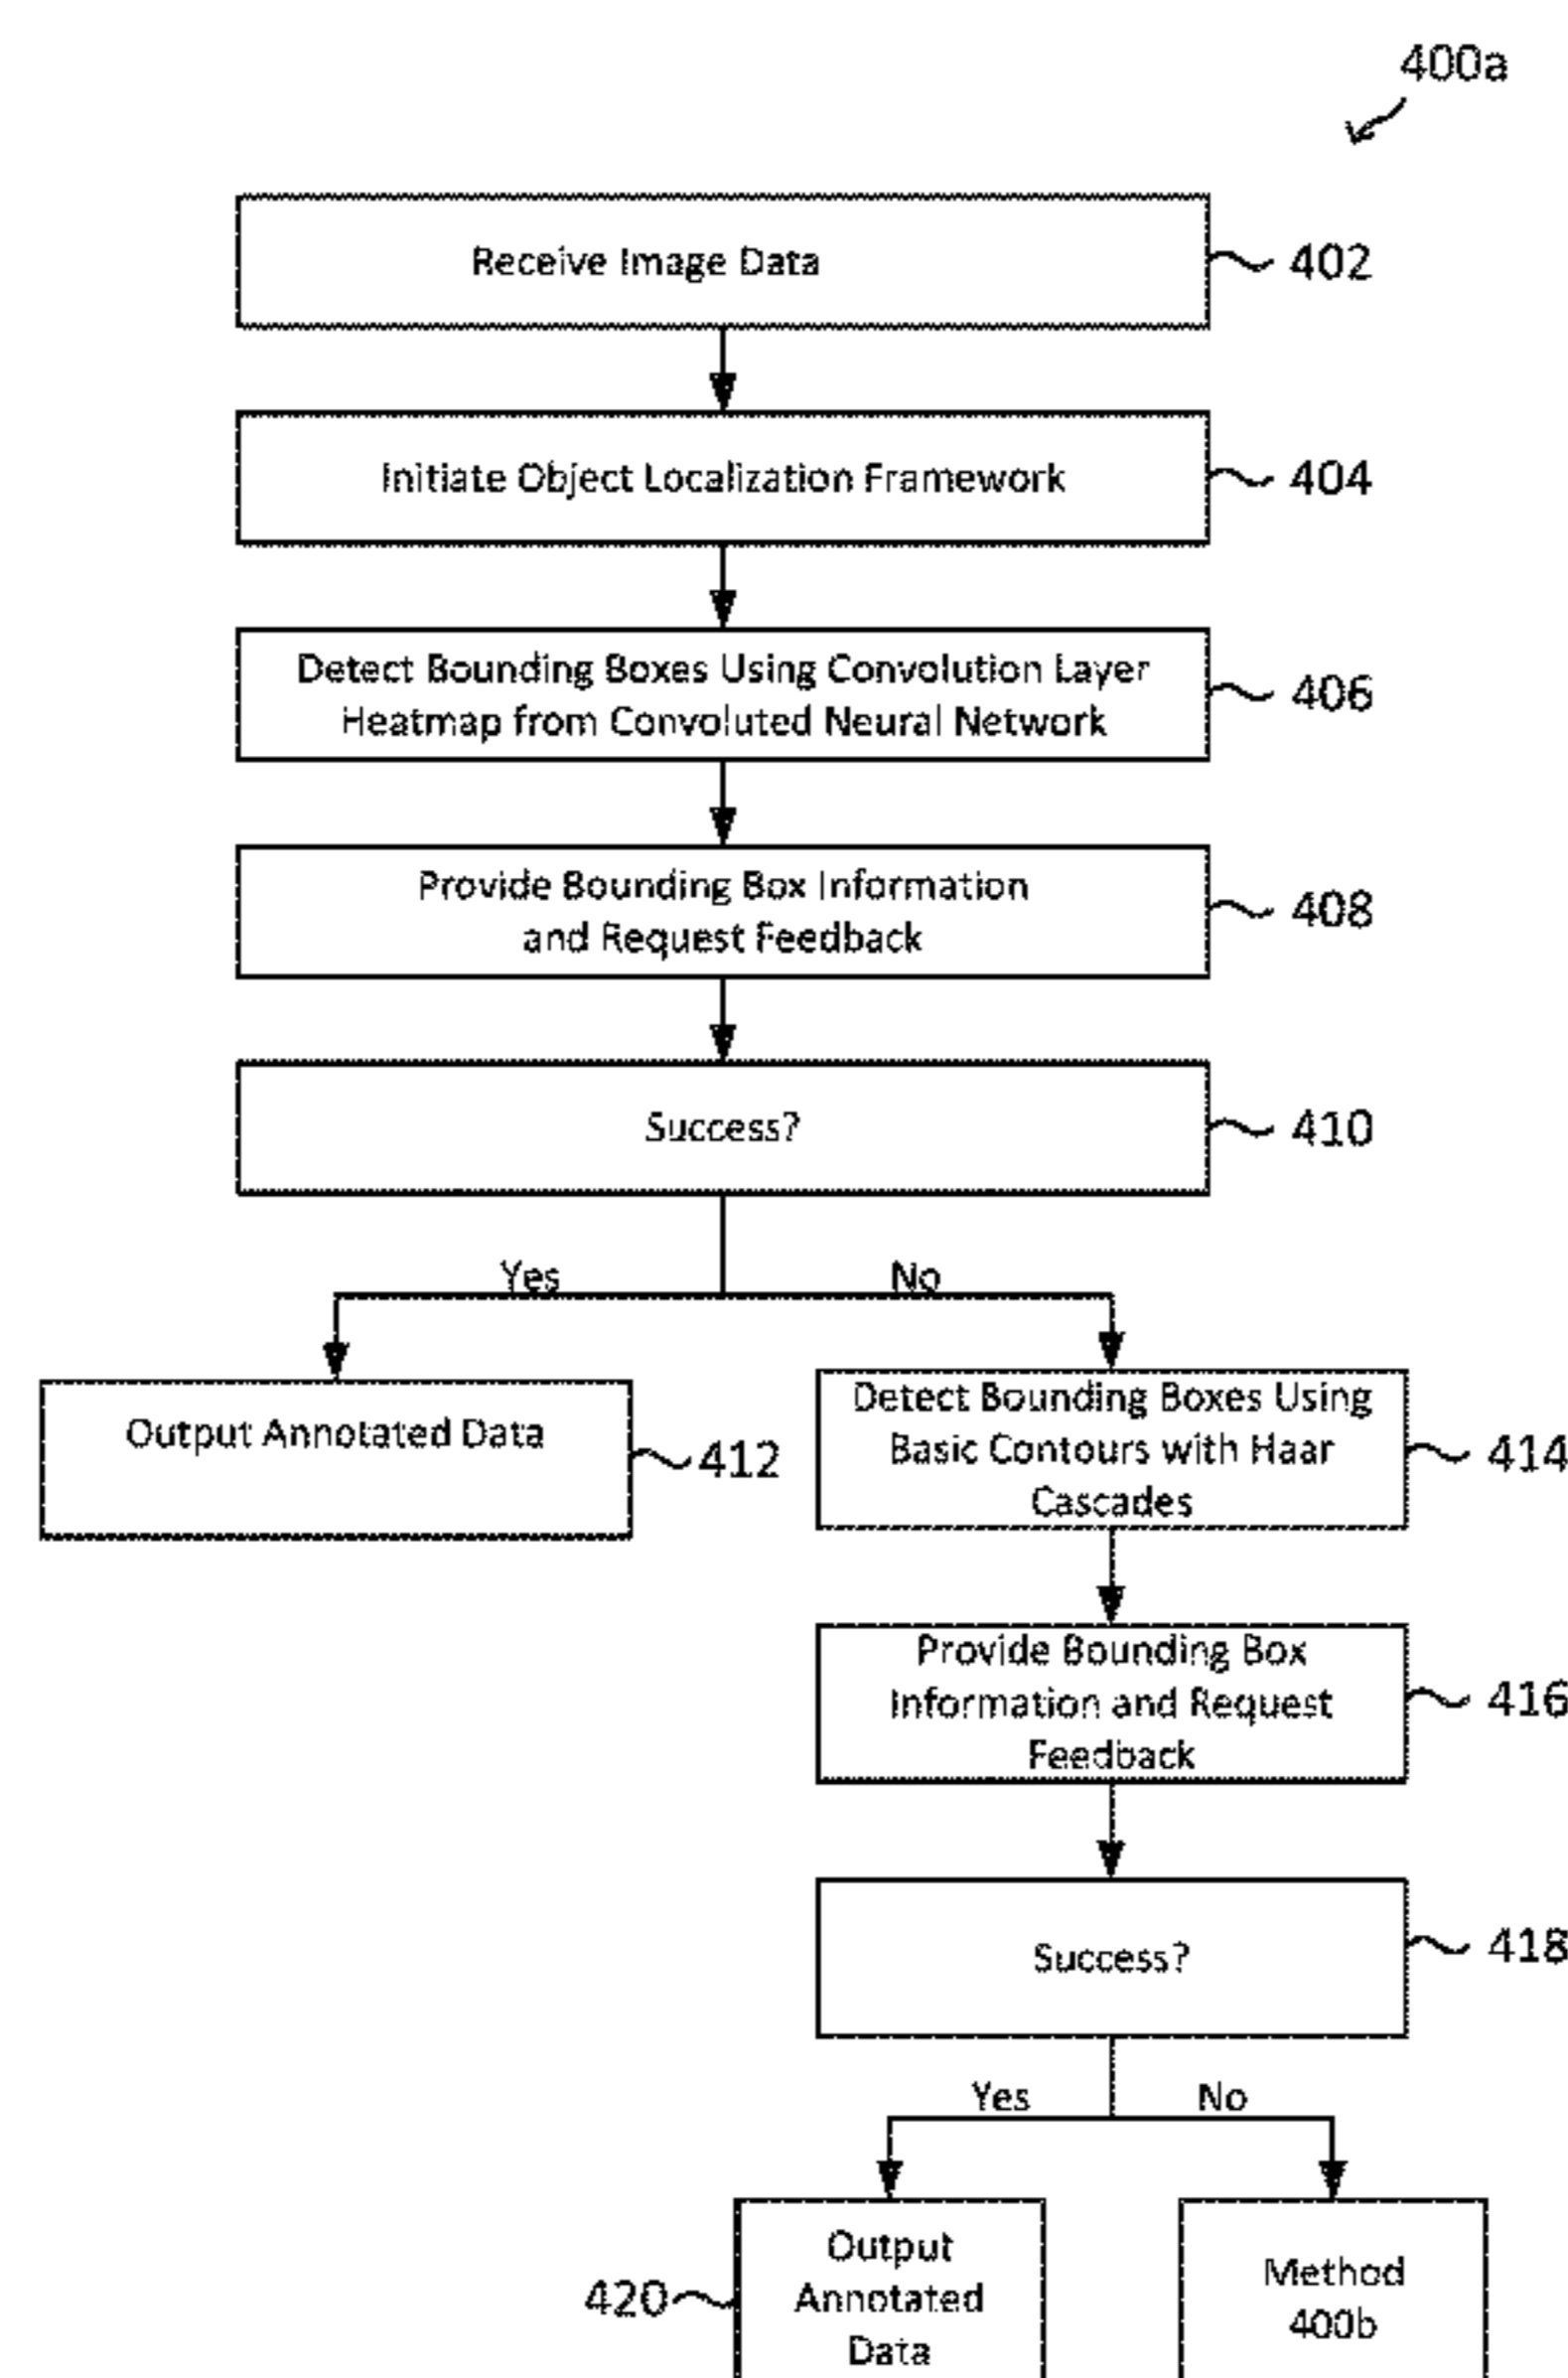 400a
Receive Image Data
402
Initiate Object Localization Framework
404
Detect Bounding Boxes Using Convolution Layer
Heatmap from Convoluted Neural Network
406
Provide Bounding Box Information
and Request Feedback
408
Success?
410
Yes
No
Output Annotated Data
412
Detect Bounding Boxes Using
Basic Contours with Haar
Cascades
414
Provide Bounding Box
Information and Request
Feedback
416
Success?
418
Yes
No
420
Output
Annotated
Data
Method
400b